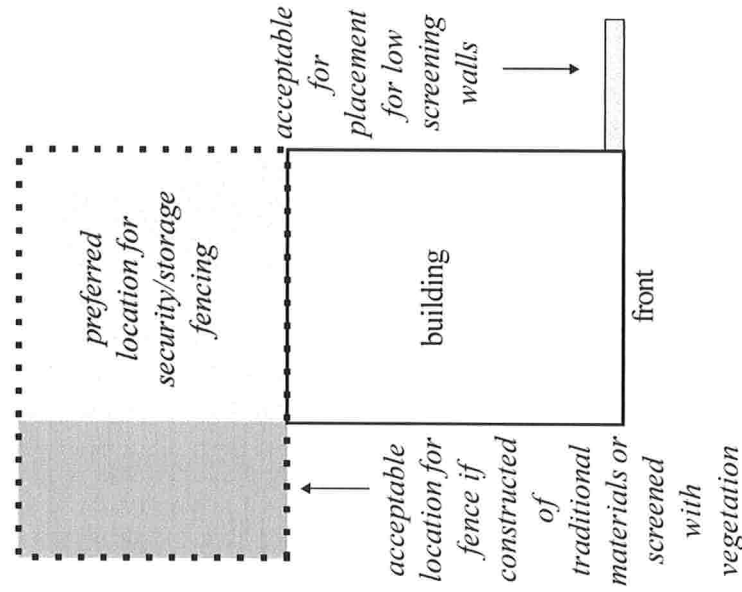 preferred
location for
security/storage
fencing
acceptable
for
placement
for low
screening
walls
building
front
acceptable
location for
fence if
constructed
of
traditional
materials or
screened
with
vegetation